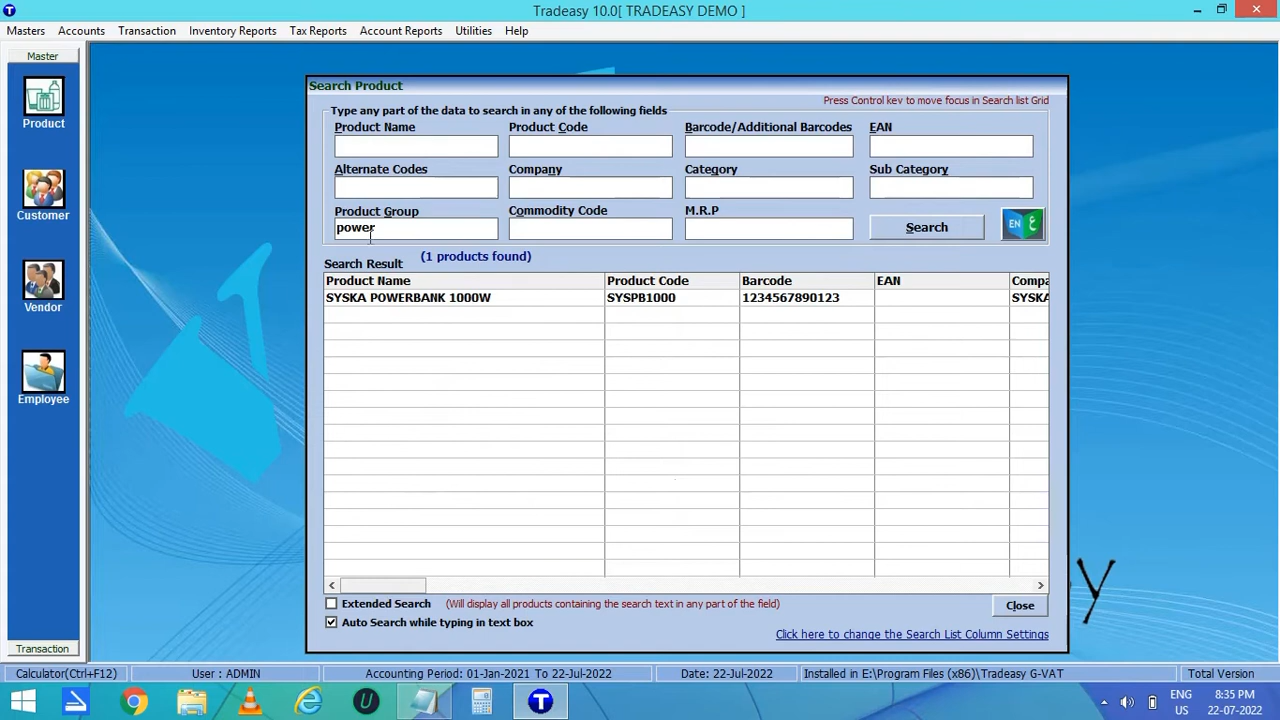 Tradeasy 10.0[ TRADEASY DEMO ]
Masters Accounts Transaction Inventory Reports Tax Reports Account Reports Utilities Help
Master
Product
Customer
Vendor
Employee
Transaction
Search Product
Press Control key to move focus in Search list Grid
Type any part of the data to search in any of the following fields
Product Name Product Code Barcode/Additional Barcodes EAN
Alternate Codes Company Category Sub Category
Product Group Commodity Code M.R.P
power Search EN ع
Search Result (1 products found)
Product Name Product Code Barcode EAN Compa
SYSKA POWERBANK 1000W SYSPB1000 1234567890123 SYSKA
Extended Search (Will display all products containing the search text in any part of the field) Close
Auto Search while typing in text box
Click here to change the Search List Column Settings
y
Calculator(Ctrl+F12) User : ADMIN Accounting Period: 01-Jan-2021 To 22-Jul-2022 Date: 22-Jul-2022 Installed in E:\Program Files (x86)\Tradeasy G-VAT Total Version
ENG 8:35 PM
US 22-07-2022